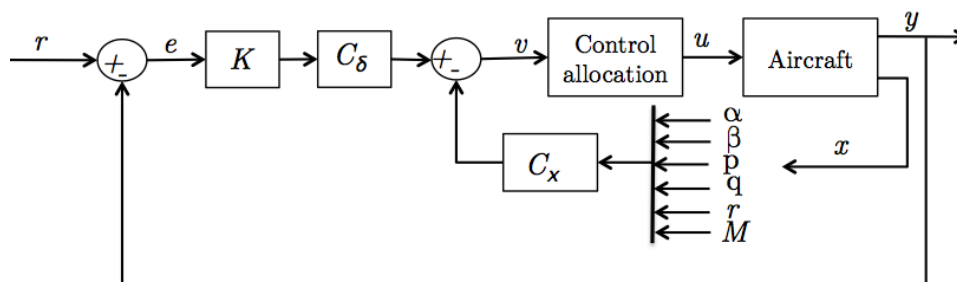 r
+
-
e
K
C_δ
+
-
v
Control
allocation
u
Aircraft
y
x
C_x
α
β
p
q
r
M